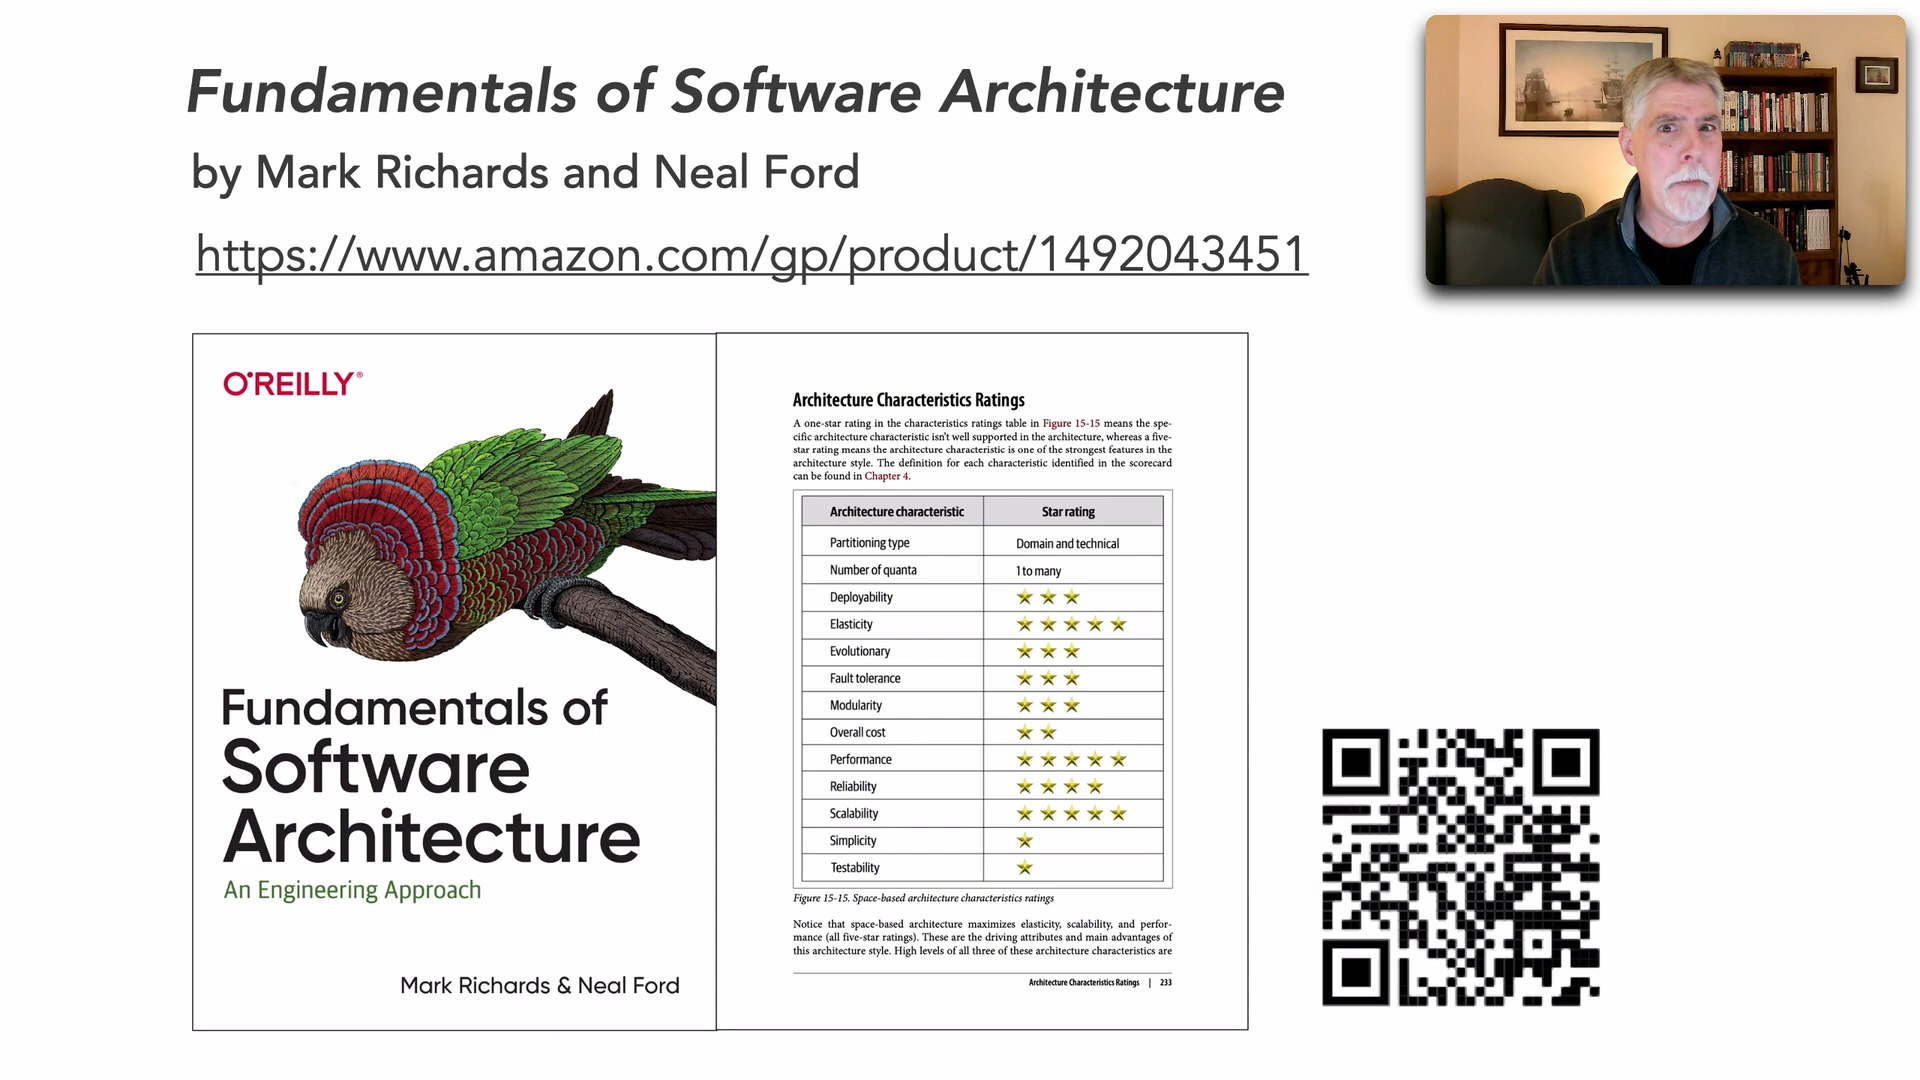 Fundamentals of Software Architecture
by Mark Richards and Neal Ford
https://www.amazon.com/gp/product/1492043451
O'REILLY®
Fundamentals of
Software
Architecture
An Engineering Approach
Mark Richards & Neal Ford
Architecture Characteristics Ratings
A one-star rating in the characteristics ratings table in Figure 15-15 means the spe-
cific architecture characteristic isn't well supported in the architecture, whereas a five-
star rating means the architecture characteristic is one of the strongest features in the
architecture style. The definition for each characteristic identified in the scorecard
can be found in Chapter 4.
Architecture characteristic Star rating
Partitioning type Domain and technical
Number of quanta 1 to many
Deployability
Elasticity
Evolutionary
Fault tolerance
Modularity
Overall cost
Performance
Reliability
Scalability
Simplicity
Testability
Figure 15-15. Space-based architecture characteristics ratings
Notice that space-based architecture maximizes elasticity, scalability, and perfor-
mance (all five-star ratings). These are the driving attributes and main advantages of
this architecture style. High levels of all three of these architecture characteristics are
Architecture Characteristics Ratings | 233